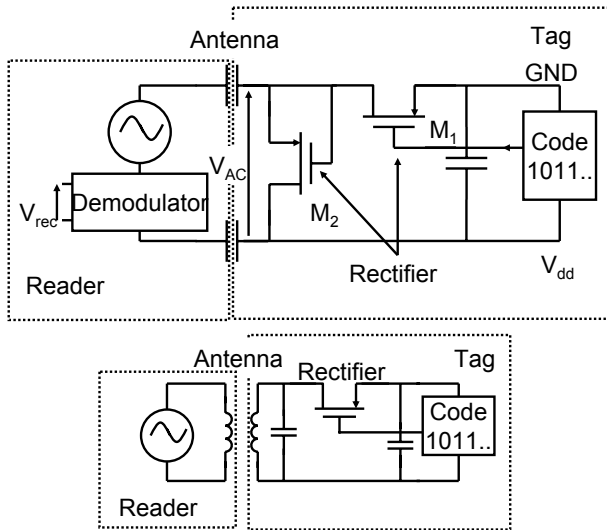 Antenna
Tag
GND
M1
Code
1011..
VAC
M2
Vrec
Demodulator
Rectifier
Vdd
Reader
Antenna
Rectifier
Tag
Code
1011..
Reader